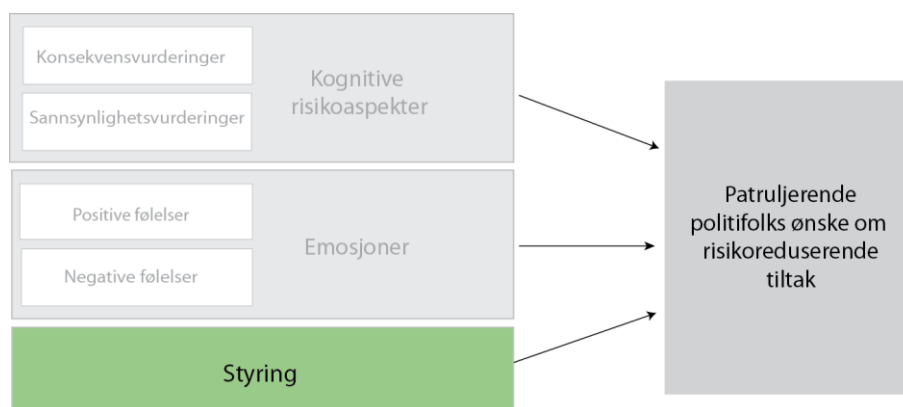 Konsekvensvurderinger
Sannsynlighetsvurderinger
Kognitive
risikoaspekter
Positive følelser
Negative følelser
Emosjoner
Styring
Patruljerende
politifolks ønske om
risikoreduserende
tiltak